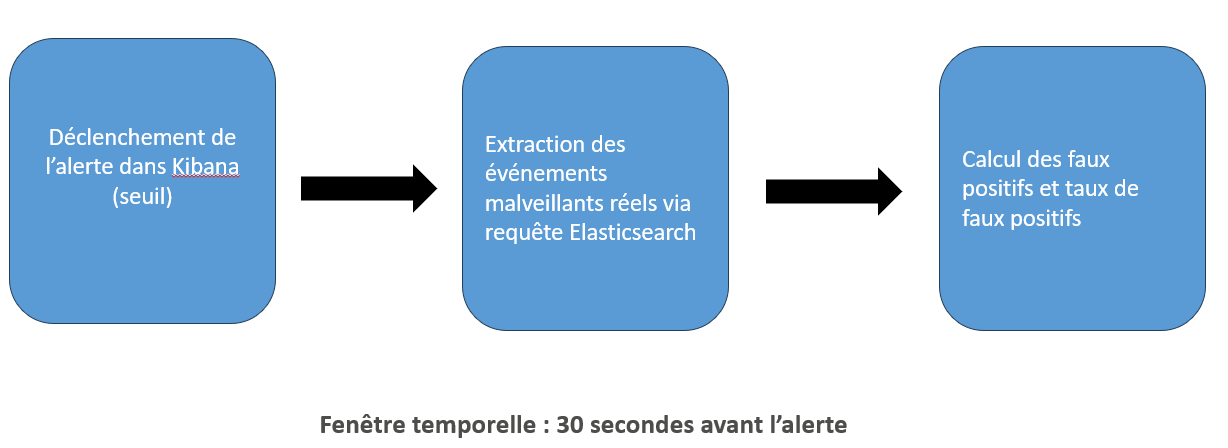 Déclenchement de
l’alerte dans Kibana
(seuil)
Extraction des
événements
malveillants réels via
requête Elasticsearch
Calcul des faux
positifs et taux de
faux positifs
Fenêtre temporelle : 30 secondes avant l’alerte